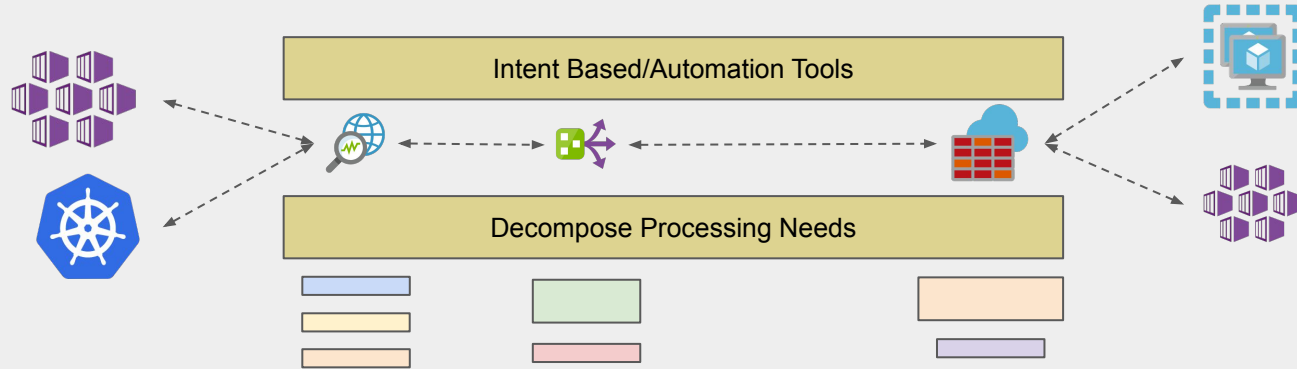 Intent Based/Automation Tools
Decompose Processing Needs